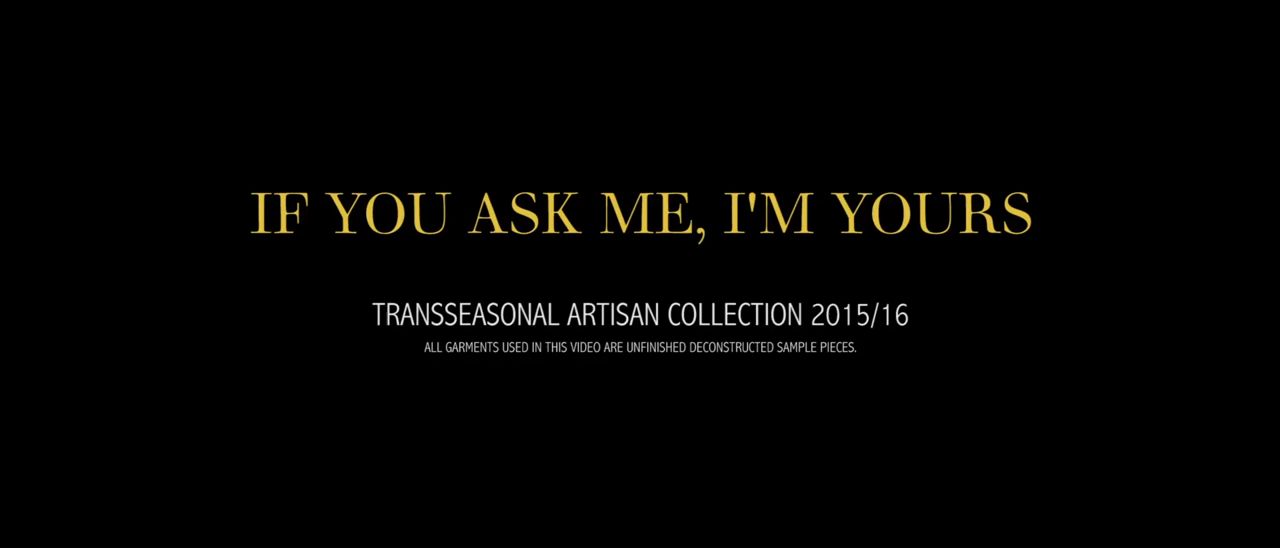 IF YOU ASK ME, I'M YOURS
TRANSSEASONAL ARTISAN COLLECTION 2015/16
ALL GARMENTS USED IN THIS VIDEO ARE UNFINISHED DECONSTRUCTED SAMPLE PIECES.